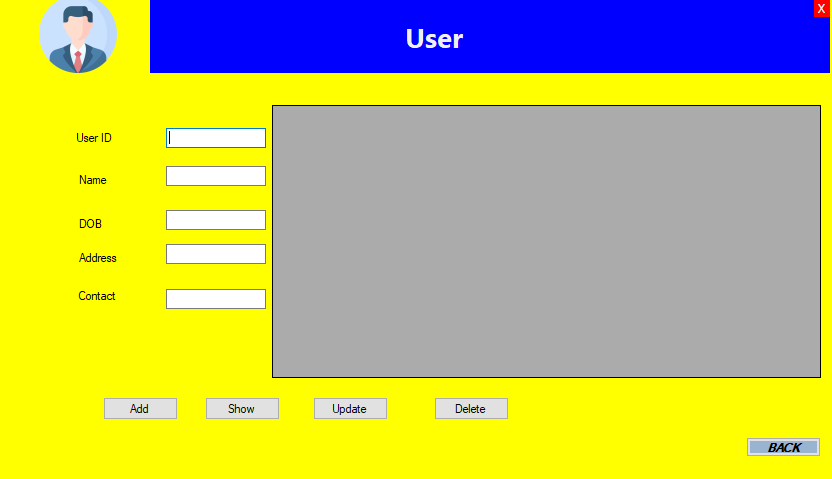 X
User
User ID
Name
DOB
Address
Contact
Add Show Update Delete
BACK